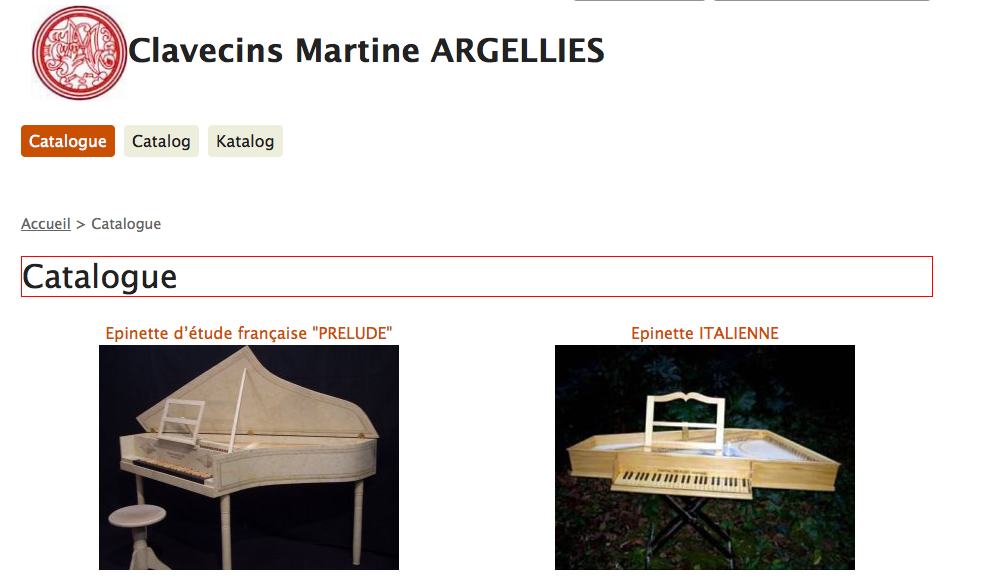 Clavecins Martine ARGELLIES
Catalogue Catalog Katalog
Accueil > Catalogue
Catalogue
Epinette d’étude française "PRELUDE"
Epinette ITALIENNE